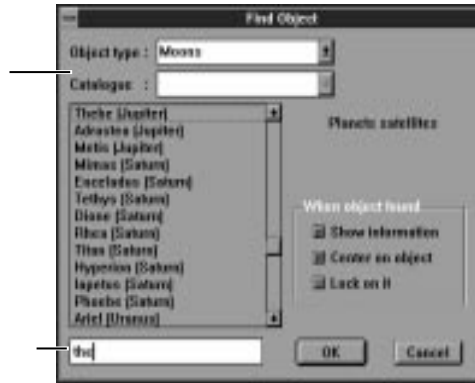 Find Object
Object type : Moons
Catalogue :
Thebe (Jupiter)
Adrastea (Jupiter)
Metis (Jupiter)
Mimas (Saturn)
Enceladus (Saturn)
Tethys (Saturn)
Dione (Saturn)
Rhea (Saturn)
Titan (Saturn)
Hyperion (Saturn)
Iapetus (Saturn)
Phoebe (Saturn)
Ariel (Uranus)
Planets satellites
When object found
Show information
Center on object
Lock on it
the
OK Cancel